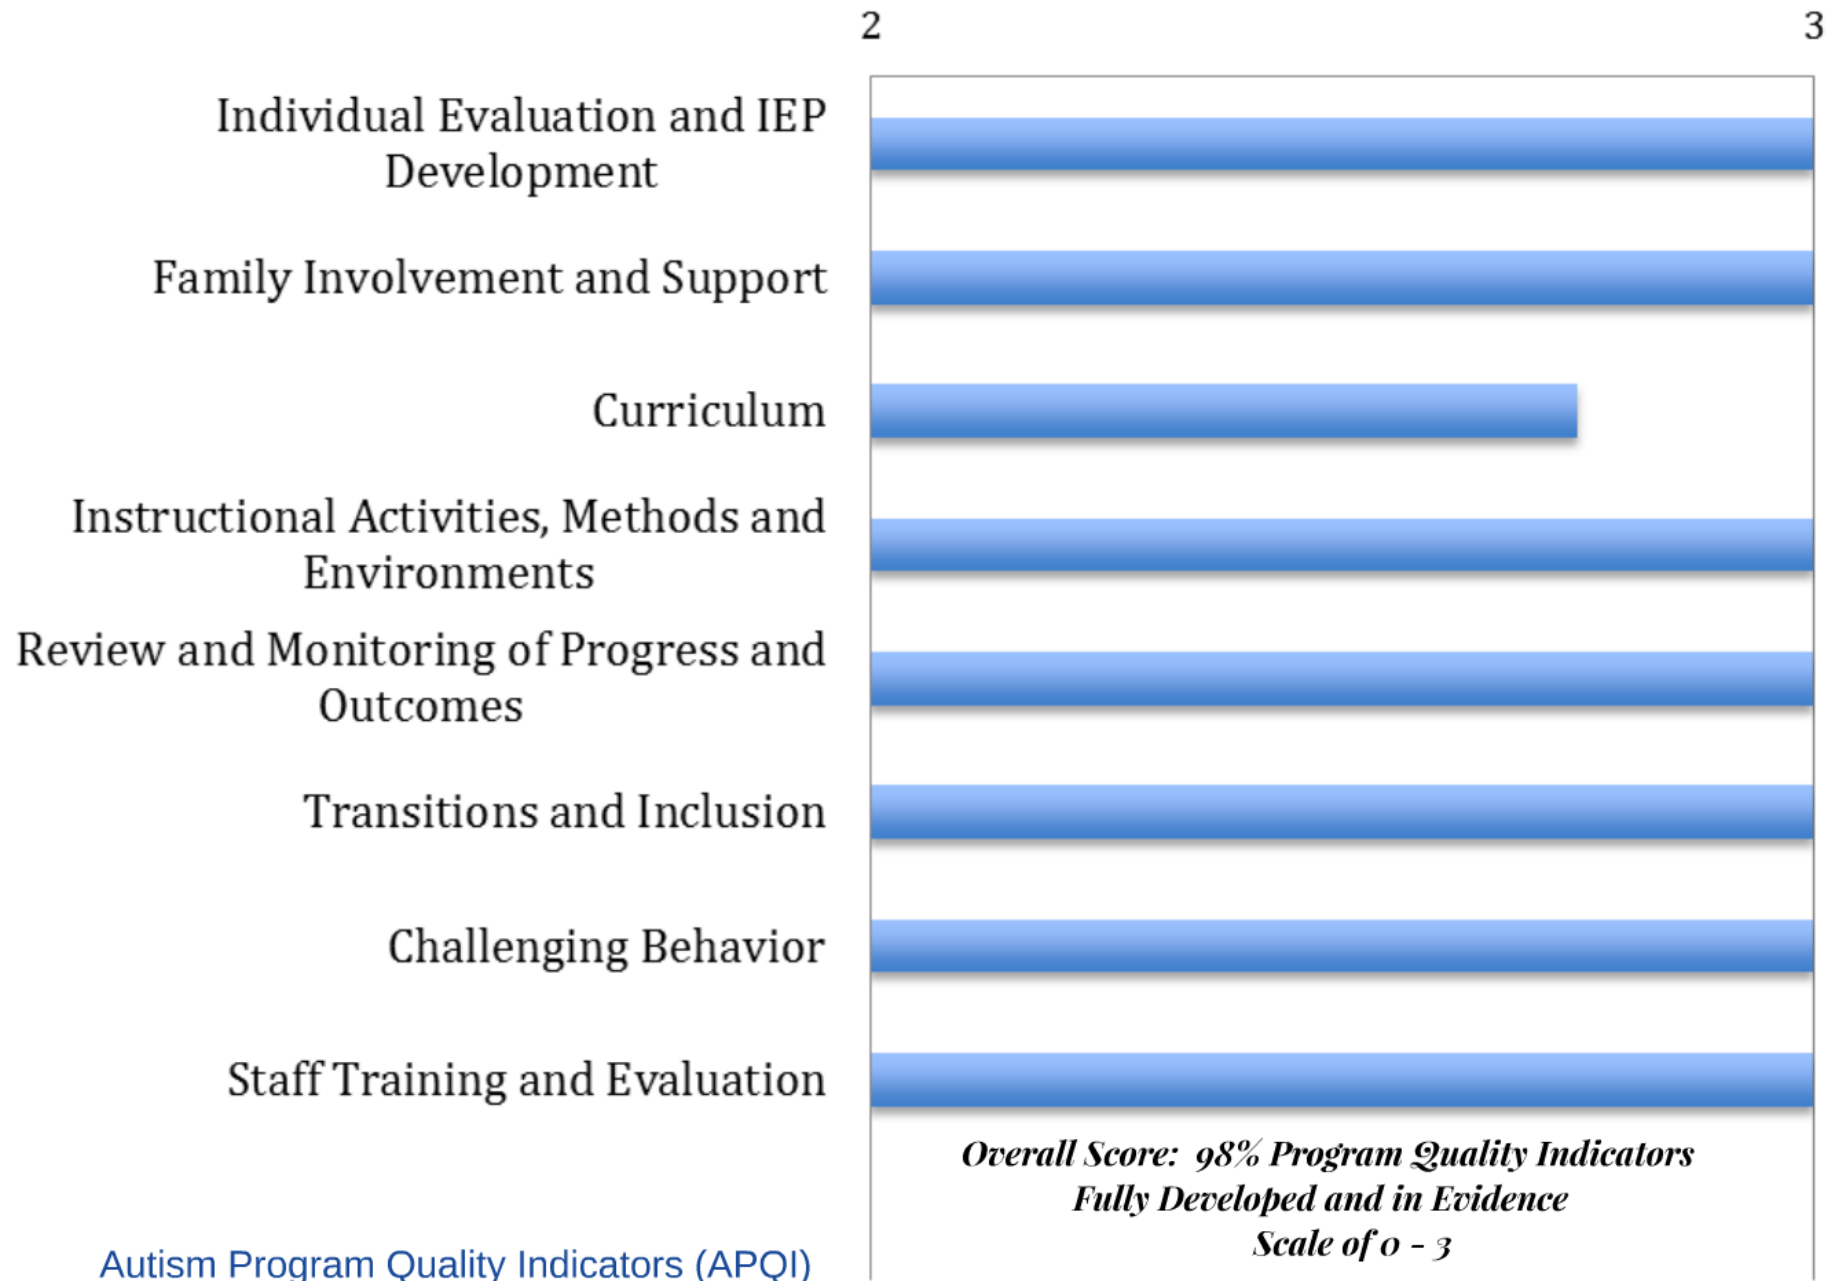 2 3
Individual Evaluation and IEP
Development
Family Involvement and Support
Curriculum
Instructional Activities, Methods and
Environments
Review and Monitoring of Progress and
Outcomes
Transitions and Inclusion
Challenging Behavior
Staff Training and Evaluation
Overall Score: 98% Program Quality Indicators
Fully Developed and in Evidence
Scale of 0 - 3
Autism Program Quality Indicators (APQI)